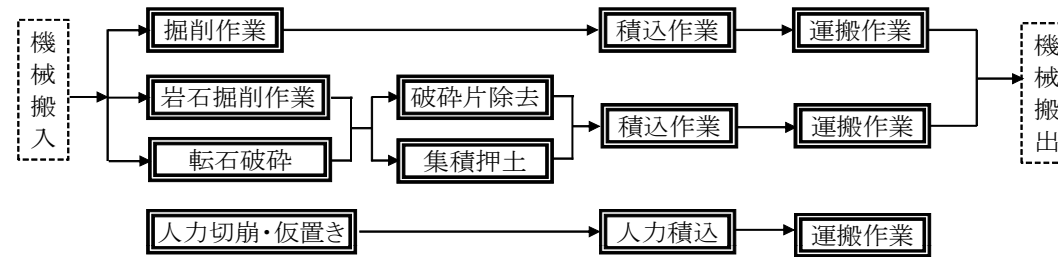 機械搬入
掘削作業
積込作業
運搬作業
岩石掘削作業
破砕片除去
転石破砕
集積押土
積込作業
運搬作業
人力切崩・仮置き
人力積込
運搬作業
機械搬出